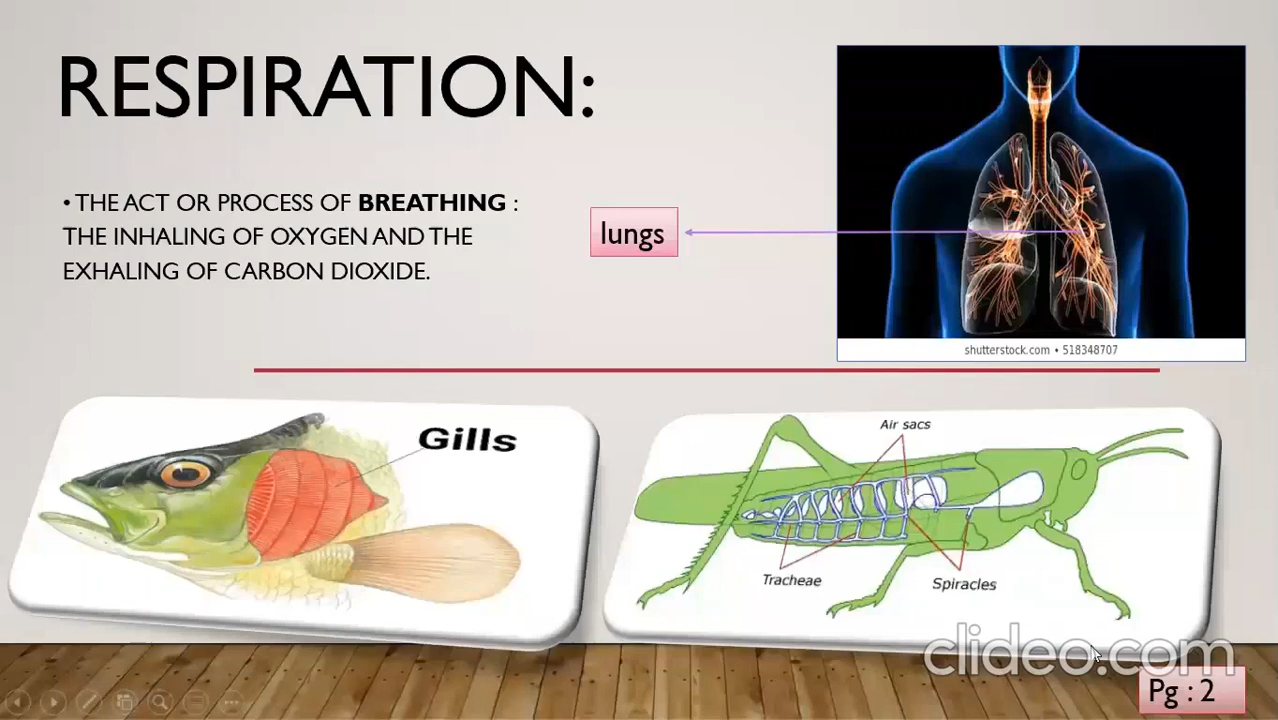 RESPIRATION:
• THE ACT OR PROCESS OF BREATHING :
THE INHALING OF OXYGEN AND THE
EXHALING OF CARBON DIOXIDE.
lungs
shutterstock.com • 518348707
Gills
Air sacs
Tracheae
Spiracles
clideo.com
Pg : 2